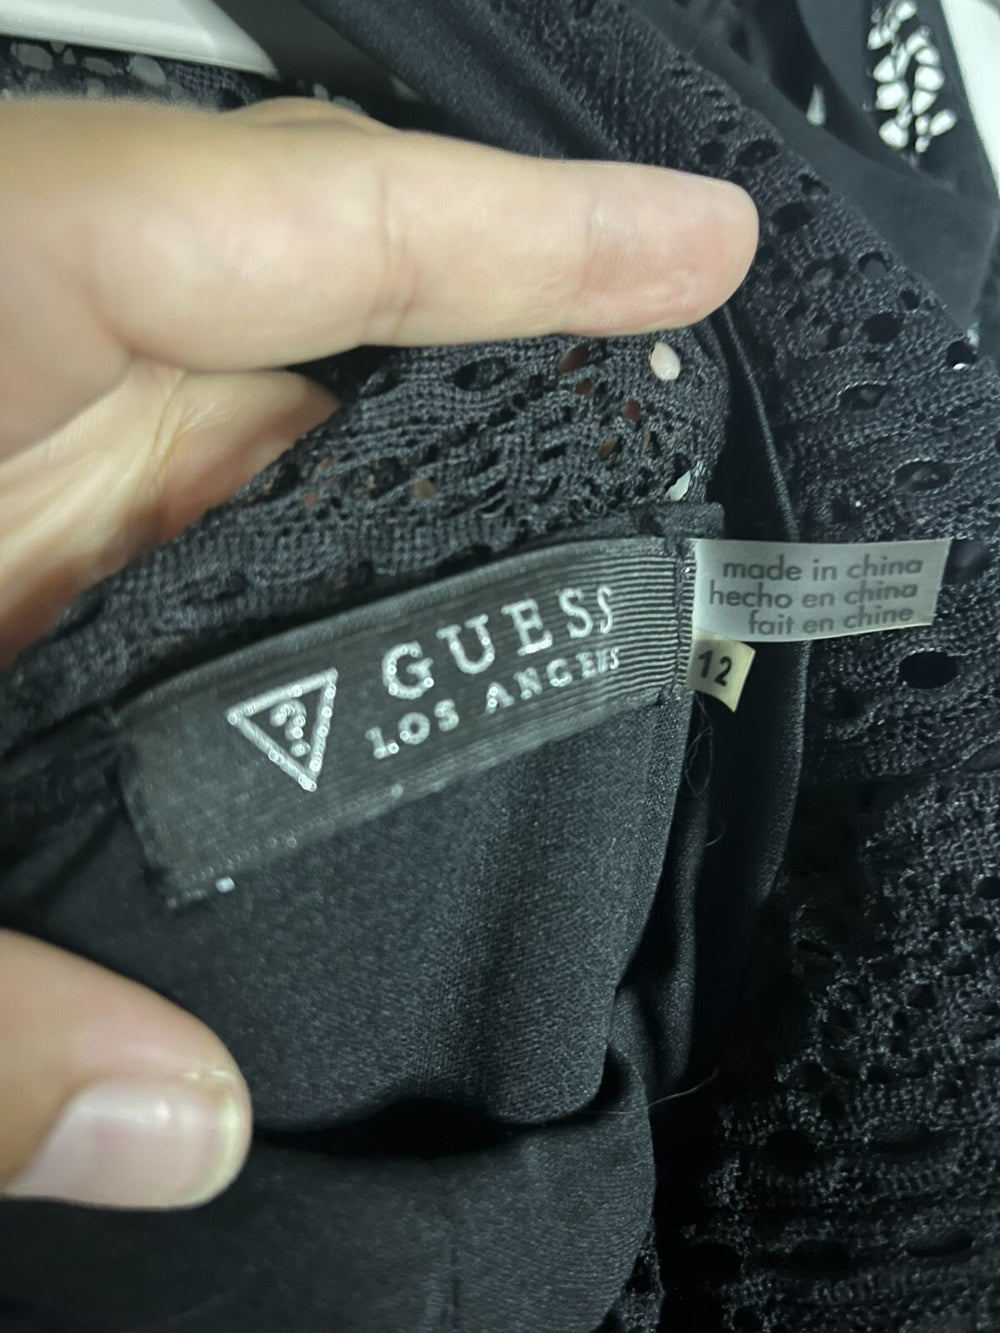 GUESS
LOS ANGELES
?
made in china
hecho en china
fait en chine
12